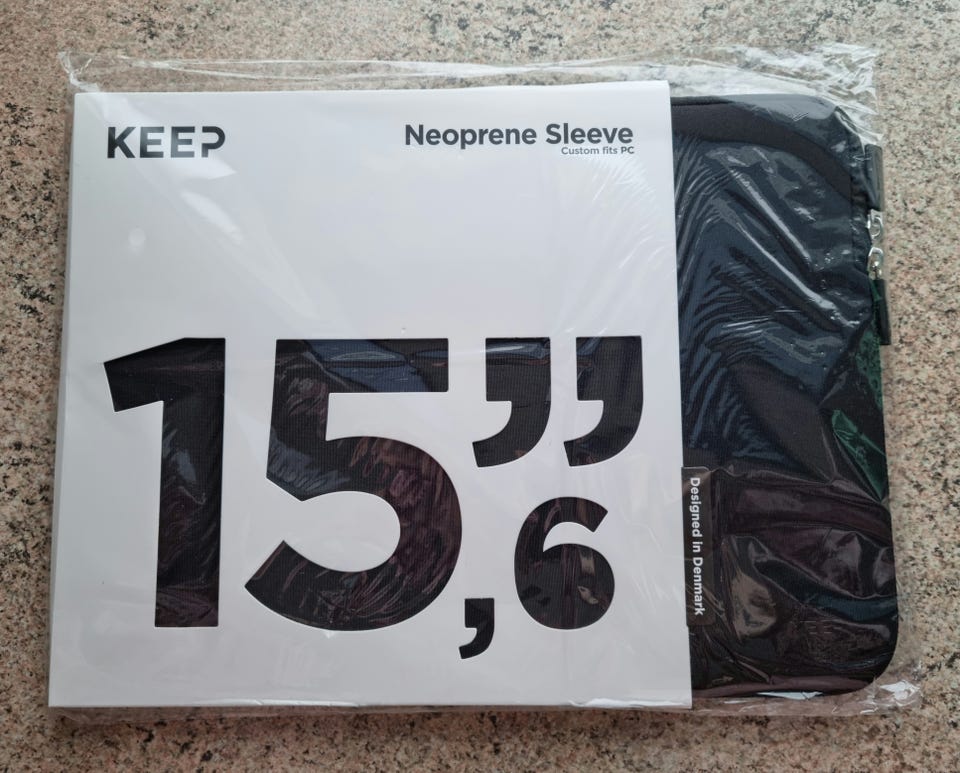 KEEP
Neoprene Sleeve
Custom fits PC
15,6”
Designed in Denmark